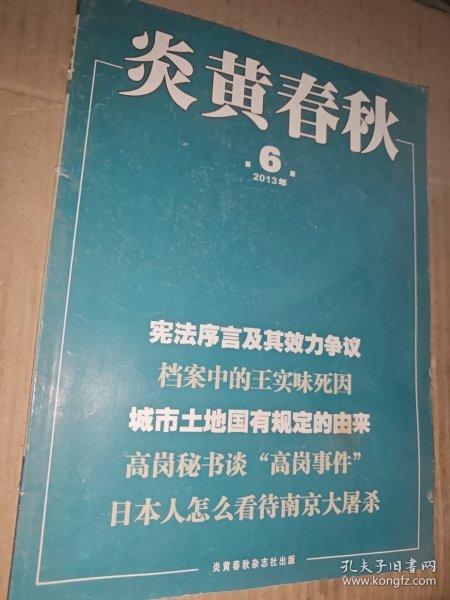 炎黄春秋
第6期
2013年
宪法序言及其效力争议
档案中的王实味死因
城市土地国有规定的由来
高岗秘书谈“高岗事件”
日本人怎么看待南京大屠杀
炎黄春秋杂志社出版
孔夫子旧书网
www.kongfz.com